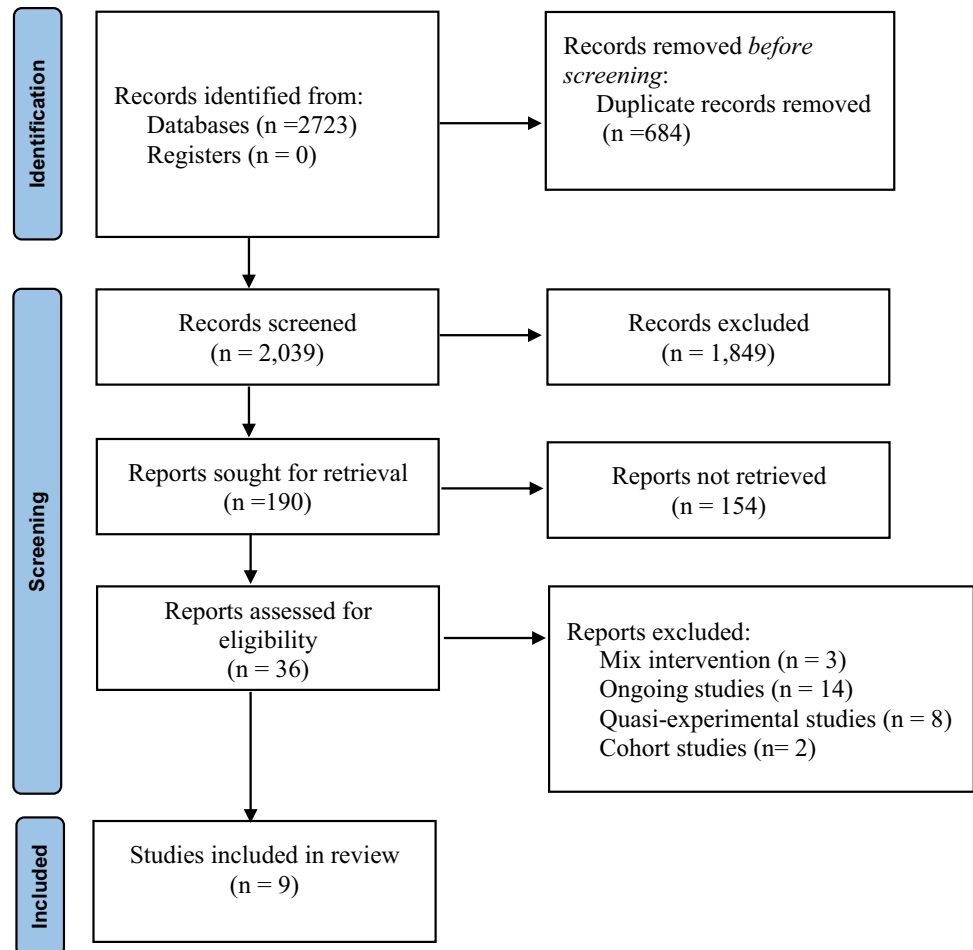 Identification
Records identified from:
Databases (n =2723)
Registers (n = 0)
Records removed before
screening:
Duplicate records removed
(n =684)
Screening
Records screened
(n = 2,039)
Records excluded
(n = 1,849)
Reports sought for retrieval
(n =190)
Reports not retrieved
(n = 154)
Reports assessed for
eligibility
(n = 36)
Reports excluded:
Mix intervention (n = 3)
Ongoing studies (n = 14)
Quasi-experimental studies (n = 8)
Cohort studies (n= 2)
Included
Studies included in review
(n = 9)